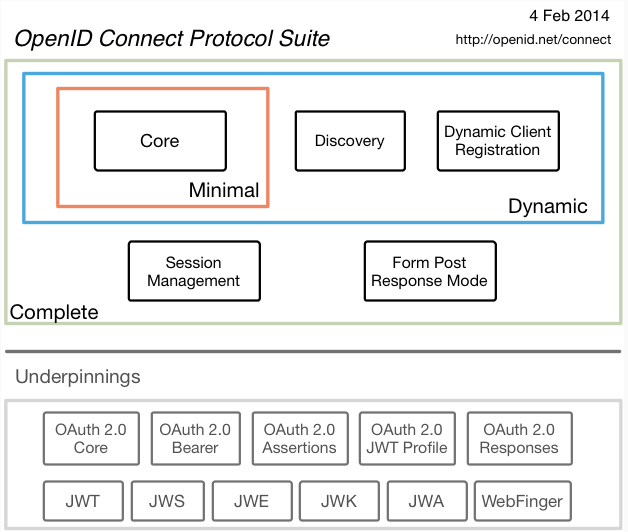 4 Feb 2014
OpenID Connect Protocol Suite
http://openid.net/connect
Core
Discovery
Dynamic Client
Registration
Minimal
Dynamic
Session
Management
Form Post
Response Mode
Complete
Underpinnings
OAuth 2.0
Core
OAuth 2.0
Bearer
OAuth 2.0
Assertions
OAuth 2.0
JWT Profile
OAuth 2.0
Responses
JWT
JWS
JWE
JWK
JWA
WebFinger